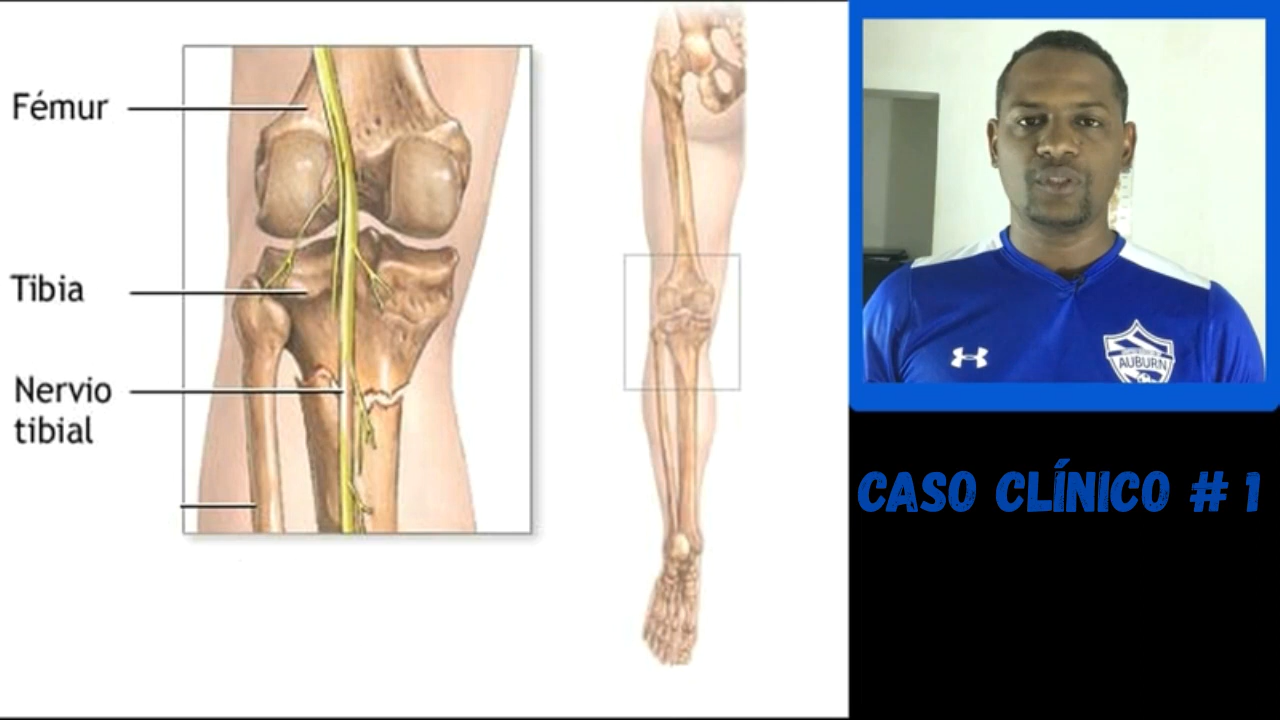 Fémur
Tibia
Nervio
tibial
AUBURN
CASO CLÍNICO # 1